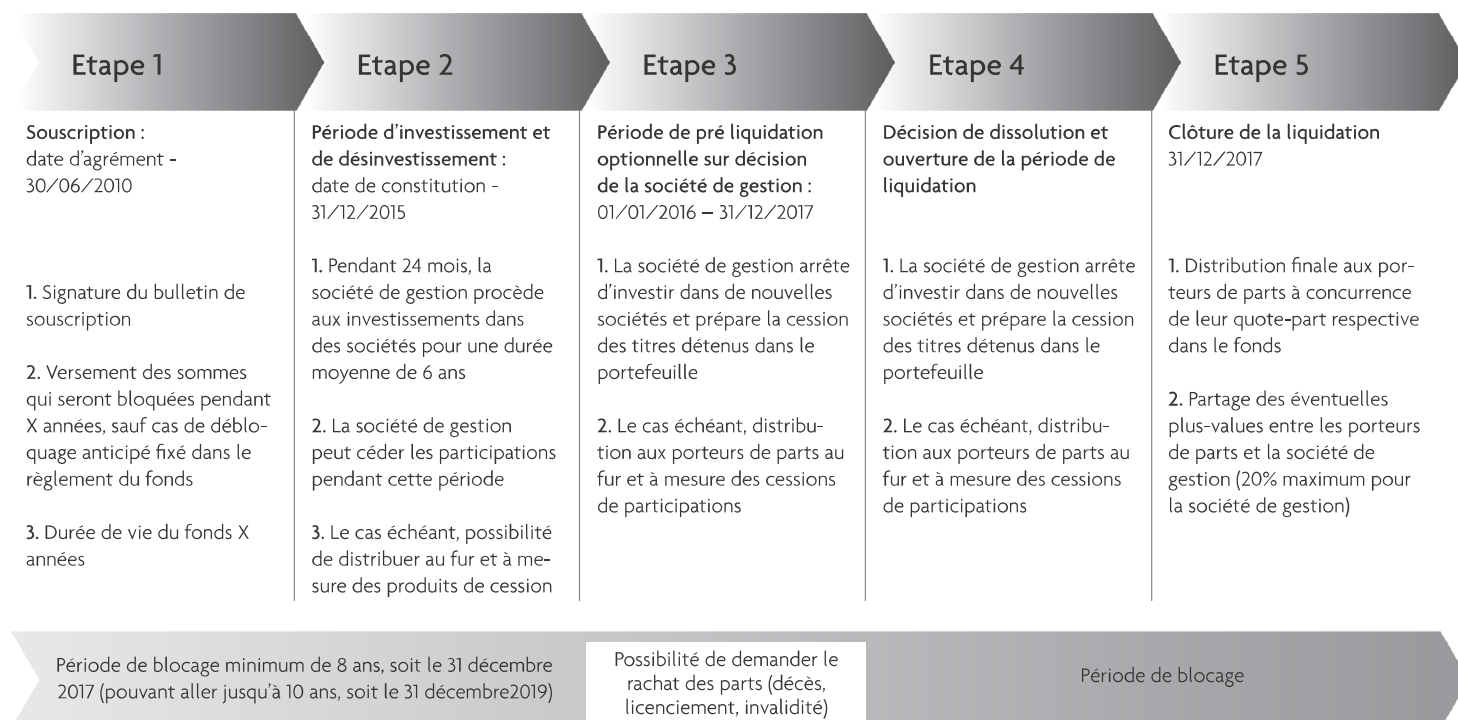 Etape 1
Souscription :
date d'agrément -
30/06/2010
1. Signature du bulletin de
souscription
2. Versement des sommes
qui seront bloquées pendant
X années, sauf cas de déblo-
quage anticipé fixé dans le
règlement du fonds
3. Durée de vie du fonds X
années
Etape 2
Période d'investissement et
de désinvestissement :
date de constitution -
31/12/2015
1. Pendant 24 mois, la
société de gestion procède
aux investissements dans
des sociétés pour une durée
moyenne de 6 ans
2. La société de gestion
peut céder les participations
pendant cette période
3. Le cas échéant, possibilité
de distribuer au fur et à me-
sure des produits de cession
Etape 3
Période de pré liquidation
optionnelle sur décision
de la société de gestion :
01/01/2016 – 31/12/2017
1. La société de gestion arrête
d'investir dans de nouvelles
sociétés et prépare la cession
des titres détenus dans le
portefeuille
2. Le cas échéant, distribu-
tion aux porteurs de parts au
fur et à mesure des cessions
de participations
Etape 4
Décision de dissolution et
ouverture de la période de
liquidation
1. La société de gestion arrête
d'investir dans de nouvelles
sociétés et prépare la cession
des titres détenus dans le
portefeuille
2. Le cas échéant, distribu-
tion aux porteurs de parts au
fur et à mesure des cessions
de participations
Etape 5
Clôture de la liquidation
31/12/2017
1. Distribution finale aux por-
teurs de parts à concurrence
de leur quote-part respective
dans le fonds
2. Partage des éventuelles
plus-values entre les porteurs
de parts et la société de
gestion (20% maximum pour
la société de gestion)
Période de blocage minimum de 8 ans, soit le 31 décembre
2017 (pouvant aller jusqu'à 10 ans, soit le 31 décembre2019)
Possibilité de demander le
rachat des parts (décès,
licenciement, invalidité)
Période de blocage